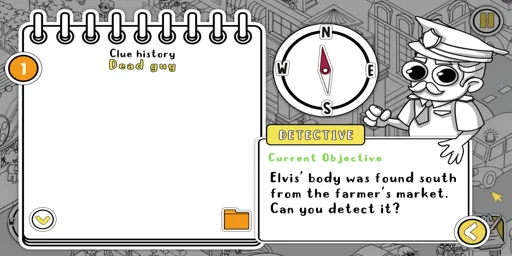 Clue history
Dead guy
1
N
W
E
S
DETECTIVE
Current Objective
Elvis' body was found south
from the farmer's market.
Can you detect it?